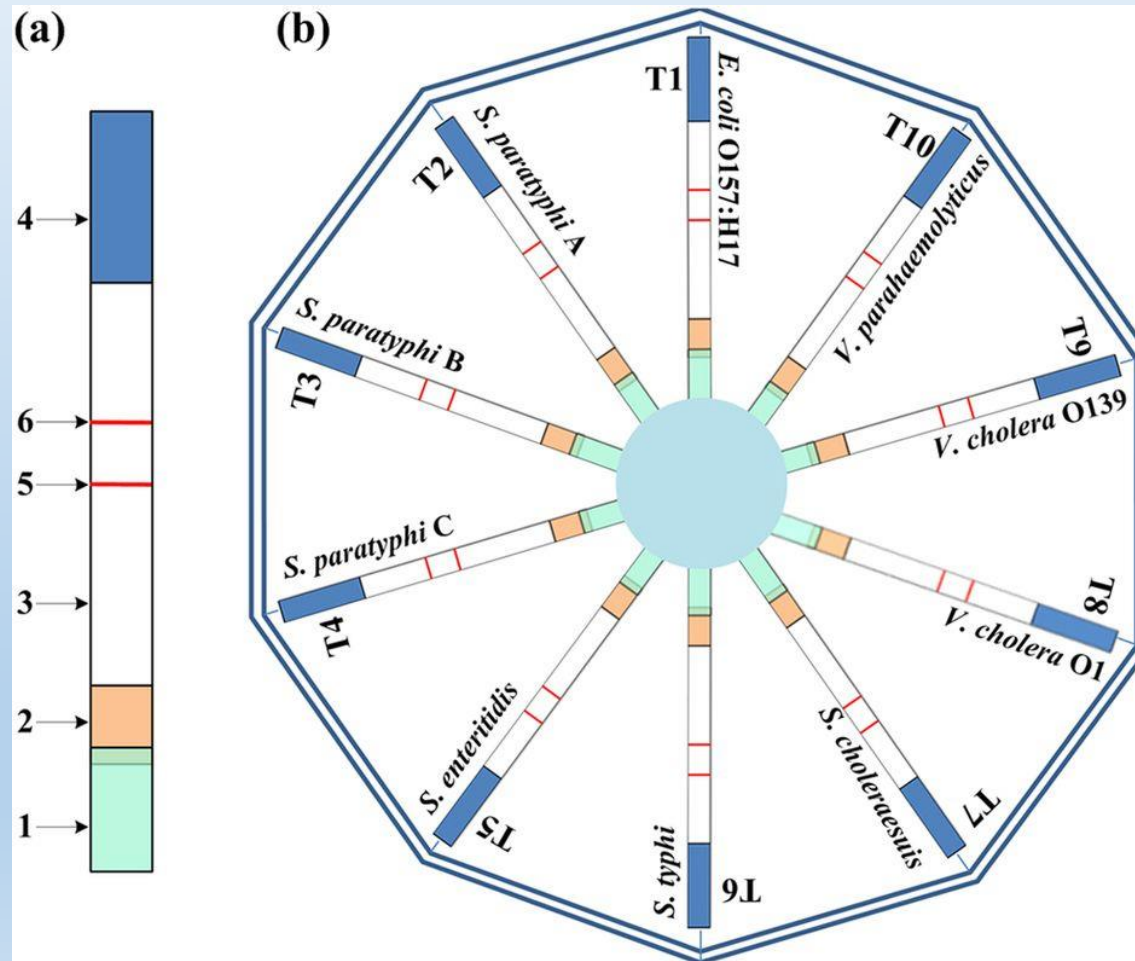 (a)
4
6
5
3
2
1
(b)
T1
E. coli O157:H17
T2
S. paratyphi A
T3
S. paratyphi B
T4
S. paratyphi C
T5
S. enteritidis
T6
S. typhi
T7
S. choleraesuis
T8
V. cholera O1
T9
V. cholera O139
T10
V. parahaemolyticus